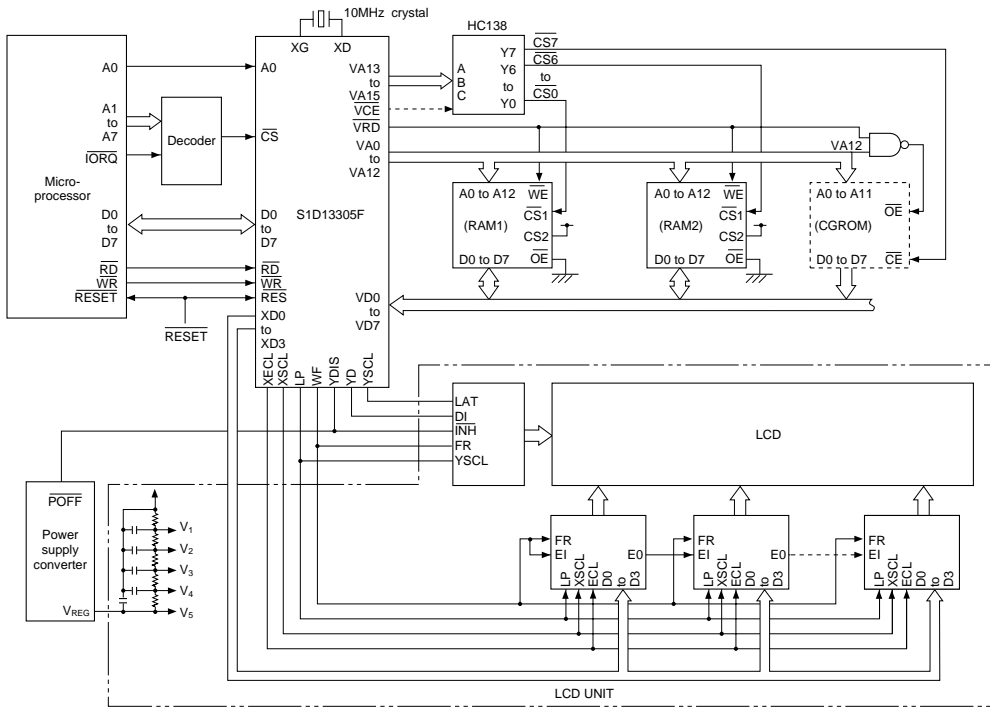 10MHz crystal
XG
XD
HC138
A0
A0
VA13
to
VA15
A
B
C
Y7
Y6
to
Y0
CS7
CS6
to
CS0
A1
to
A7
Decoder
CS
VCE
VRD
VA0
to
VA12
VA12
IORQ
Micro-
processor
S1D13305F
A0 to A12
WE
CS1
(RAM1)
CS2
D0 to D7
OE
A0 to A12
WE
CS1
(RAM2)
CS2
D0 to D7
OE
A0 to A11
OE
(CGROM)
D0 to D7
CE
D0
to
D7
D0
to
D7
RD
WR
RESET
RD
WR
RES
VD0
to
VD7
RESET
XD0
to
XD3
XECL
XSCL
LP
WF
YDIS
YD
YSCL
LAT
DI
INH
FR
YSCL
LCD
POFF
Power
supply
converter
VREG
V1
V2
V3
V4
V5
FR
EI
E0
LP
XSCL
ECL
D0
to
D3
FR
EI
E0
LP
XSCL
ECL
D0
to
D3
FR
EI
LP
XSCL
ECL
D0
to
D3
LCD UNIT